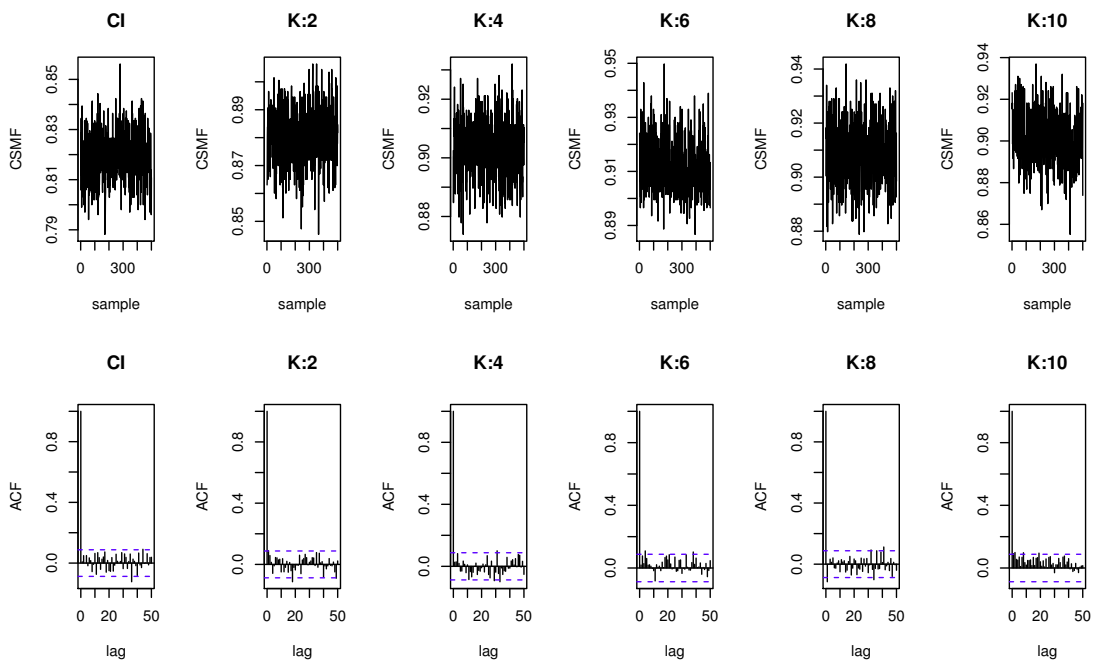 CI K:2 K:4 K:6 K:8 K:10
CSMF 0.79 0.81 0.83 0.85
CSMF 0.85 0.87 0.89
CSMF 0.88 0.90 0.92
CSMF 0.89 0.91 0.93 0.95
CSMF 0.88 0.90 0.92 0.94
CSMF 0.86 0.88 0.90 0.92 0.94
0 300 0 300 0 300 0 300 0 300 0 300
sample sample sample sample sample sample
CI K:2 K:4 K:6 K:8 K:10
ACF 0.0 0.4 0.8
ACF 0.0 0.4 0.8
ACF 0.0 0.4 0.8
ACF 0.0 0.4 0.8
ACF 0.0 0.4 0.8
ACF 0.0 0.4 0.8
0 20 50 0 20 50 0 20 50 0 20 50 0 20 50 0 20 50
lag lag lag lag lag lag